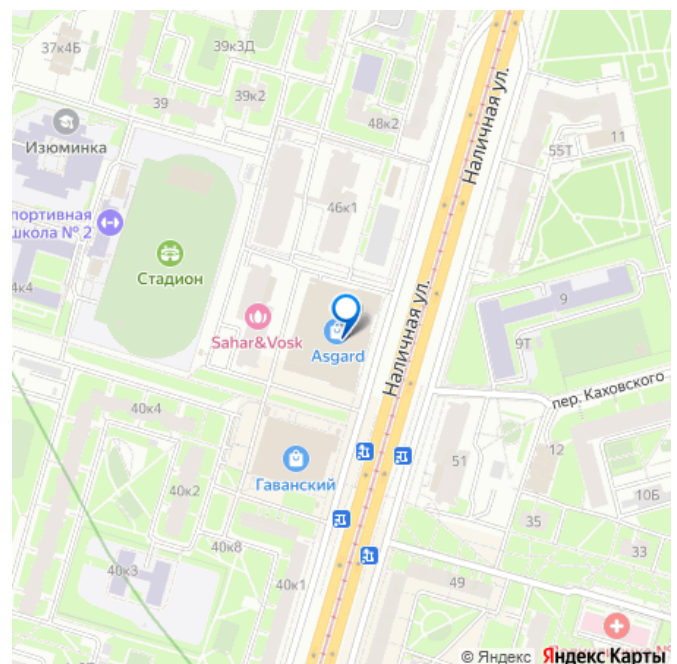 37к4Б
39к3Д
39
39к2
Наличная ул.
48к2
11
55Т
Изюминка
46к1
портивная
школа № 2
Стадион
4к4
9
Sahar&Vosk
Asgard
Наличная ул.
9Т
пер. Каховского
40к4
51
12
Гаванский
40к2
10Б
35
40к8
33
40к3
40к1
49
© Яндекс Яндекс Карты